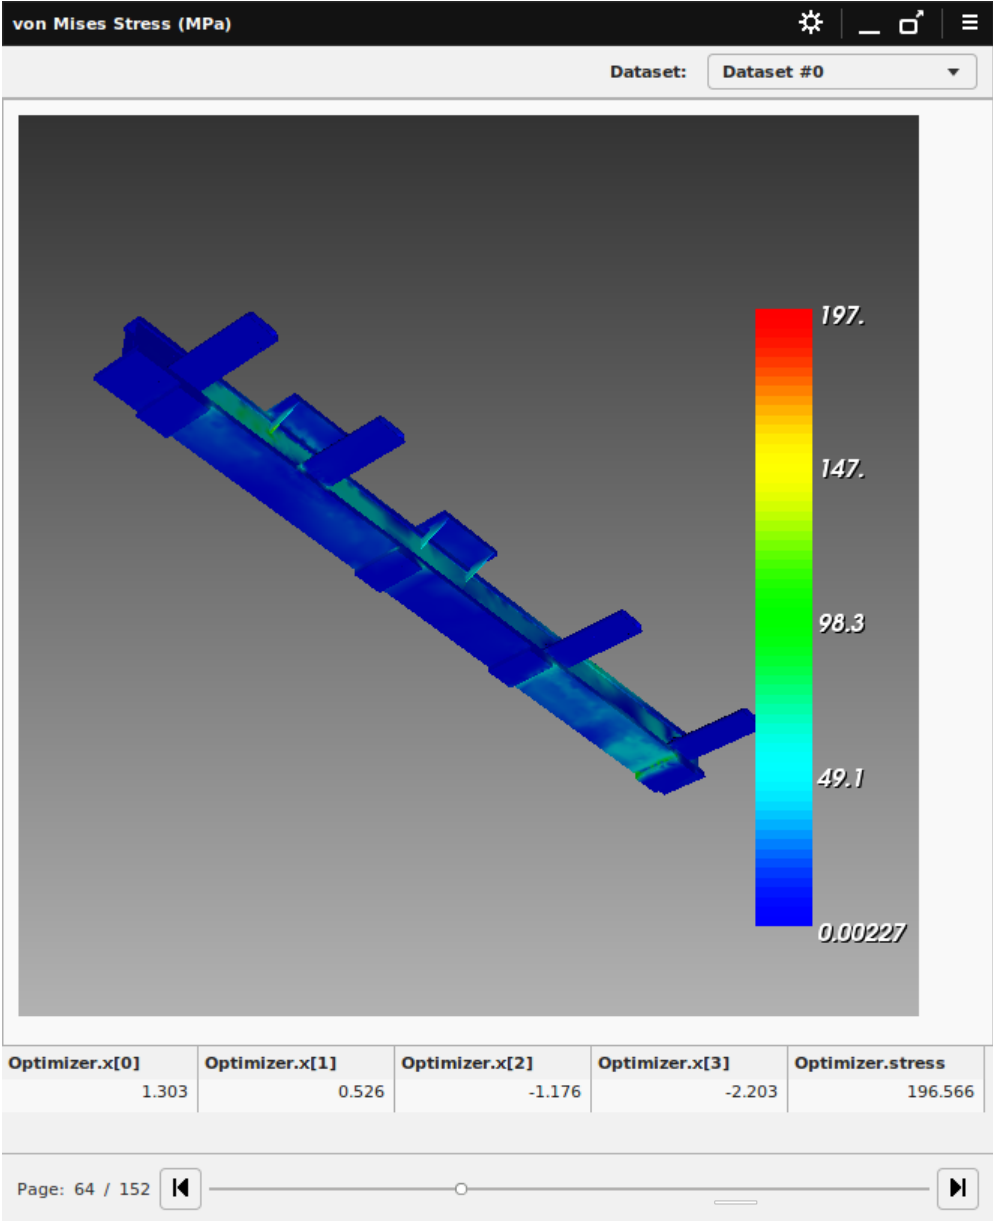 von Mises Stress (MPa)
Dataset: Dataset #0
197.
147.
98.3
49.1
0.00227
Optimizer.x[0] Optimizer.x[1] Optimizer.x[2] Optimizer.x[3] Optimizer.stress
1.303 0.526 -1.176 -2.203 196.566
Page: 64 / 152